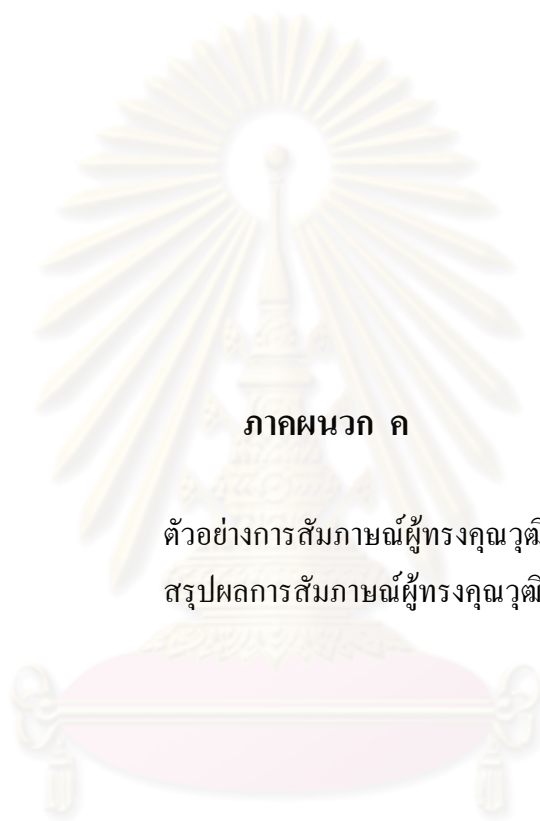 ภาคผนวก ค
ตัวอย่างการสัมภาษณ์ผู้ทรงคุณวุฒิ
สรุปผลการสัมภาษณ์ผู้ทรงคุณวุฒิ